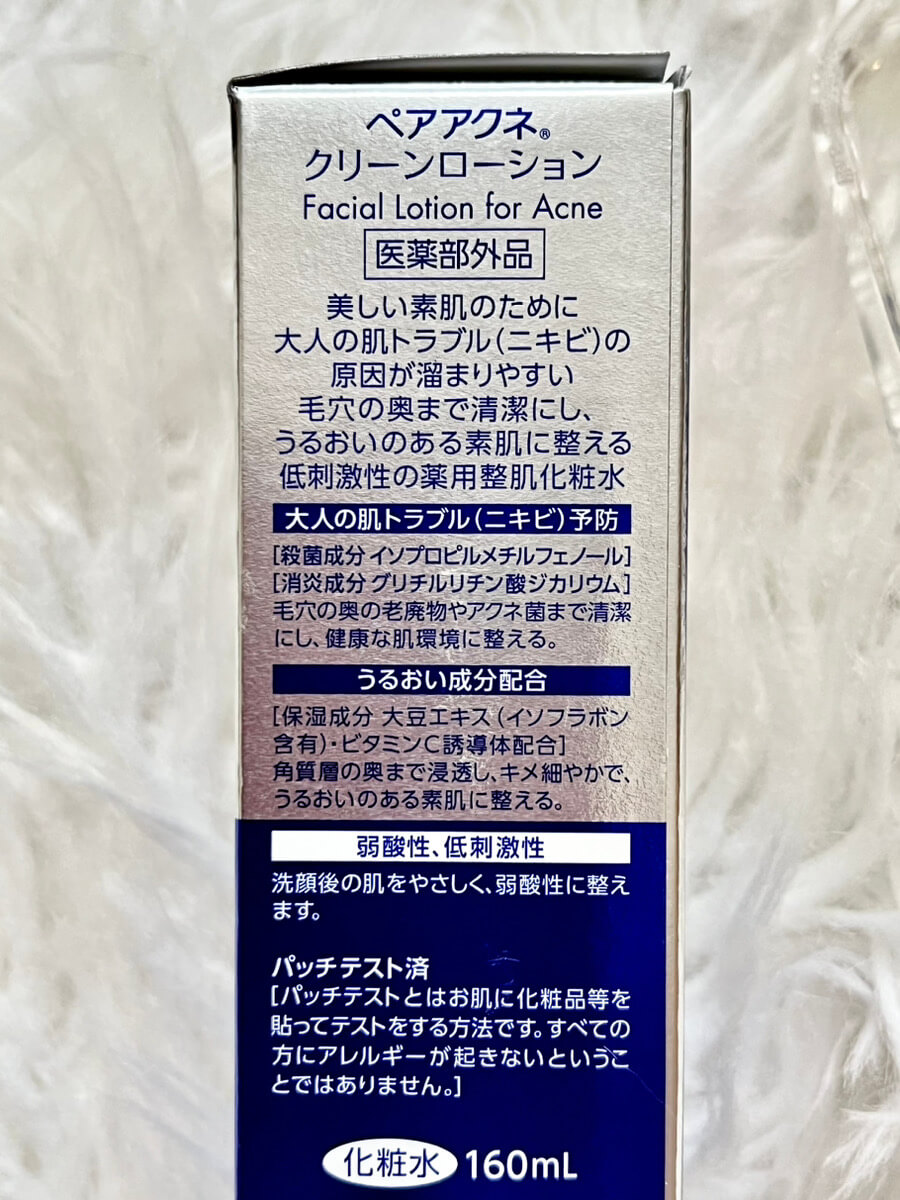 ペアアクネ®
クリーンローション
Facial Lotion for Acne
医薬部外品
美しい素肌のために
大人の肌トラブル(ニキビ)の
原因が溜まりやすい
毛穴の奥まで清潔にし、
うるおいのある素肌に整える
低刺激性の薬用整肌化粧水
大人の肌トラブル(ニキビ)予防
[殺菌成分 イソプロピルメチルフェノール]
[消炎成分 グリチルリチン酸ジカリウム]
毛穴の奥の老廃物やアクネ菌まで清潔
にし、健康な肌環境に整える。
うるおい成分配合
[保湿成分 大豆エキス(イソフラボン
含有)・ビタミンC誘導体配合]
角質層の奥まで浸透し、キメ細やかで、
うるおいのある素肌に整える。
弱酸性、低刺激性
洗顔後の肌をやさしく、弱酸性に整え
ます。
パッチテスト済
[パッチテストとはお肌に化粧品等を
貼ってテストをする方法です。すべての
方にアレルギーが起きないというこ
とではありません。]
化粧水 160mL